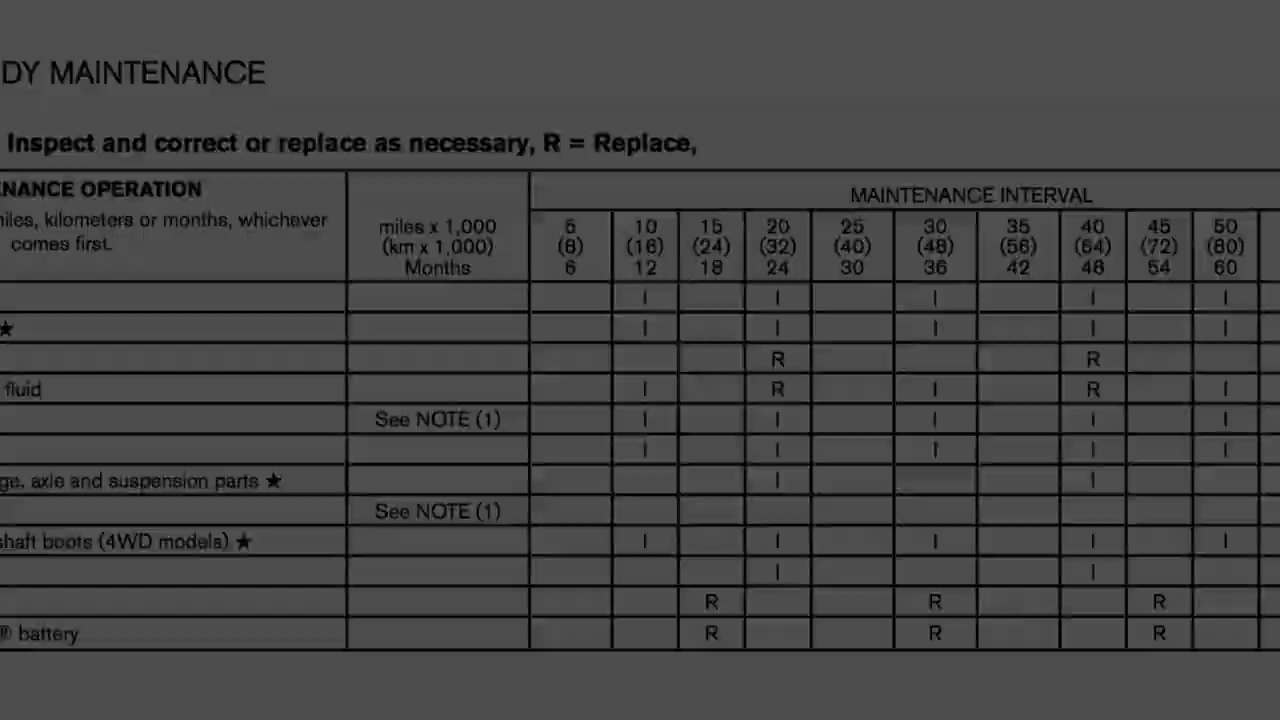 DY MAINTENANCE
Inspect and correct or replace as necessary, R = Replace,
ENANCE OPERATION MAINTENANCE INTERVAL
miles, kilometers or months, whichever comes first. miles x 1,000 5 10 15 20 25 30 35 40 45 50
(km x 1,000) (8) (16) (24) (32) (40) (48) (56) (64) (72) (80)
Months 6 12 18 24 30 36 42 48 54 60
I I I I I
★ I I I I I
R R
fluid I R I R I
See NOTE (1) I I I I I
I I I I I
ge, axle and suspension parts ★ I I
See NOTE (1)
shaft boots (4WD models) ★ I I I I I
I I
R R R
® battery R R R